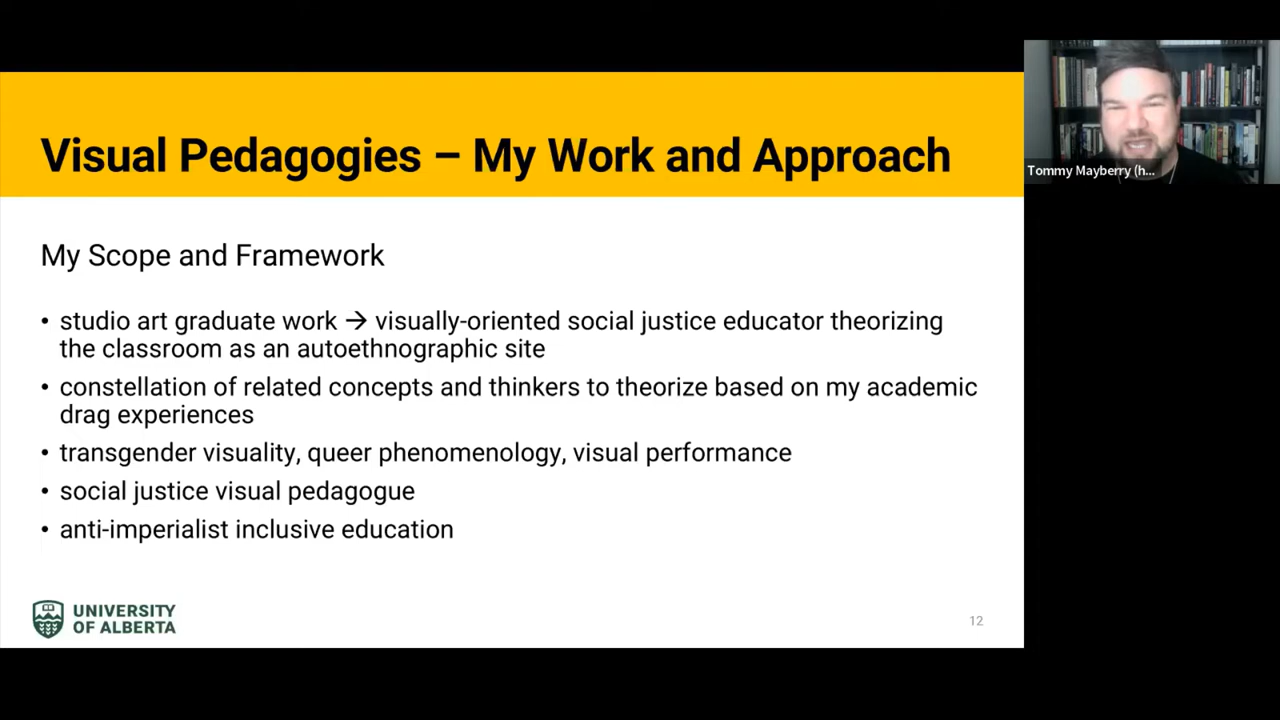 Visual Pedagogies – My Work and Approach
Tommy Mayberry (h...
My Scope and Framework
• studio art graduate work → visually-oriented social justice educator theorizing
the classroom as an autoethnographic site
• constellation of related concepts and thinkers to theorize based on my academic
drag experiences
• transgender visuality, queer phenomenology, visual performance
• social justice visual pedagogue
• anti-imperialist inclusive education
UNIVERSITY
OF ALBERTA
12